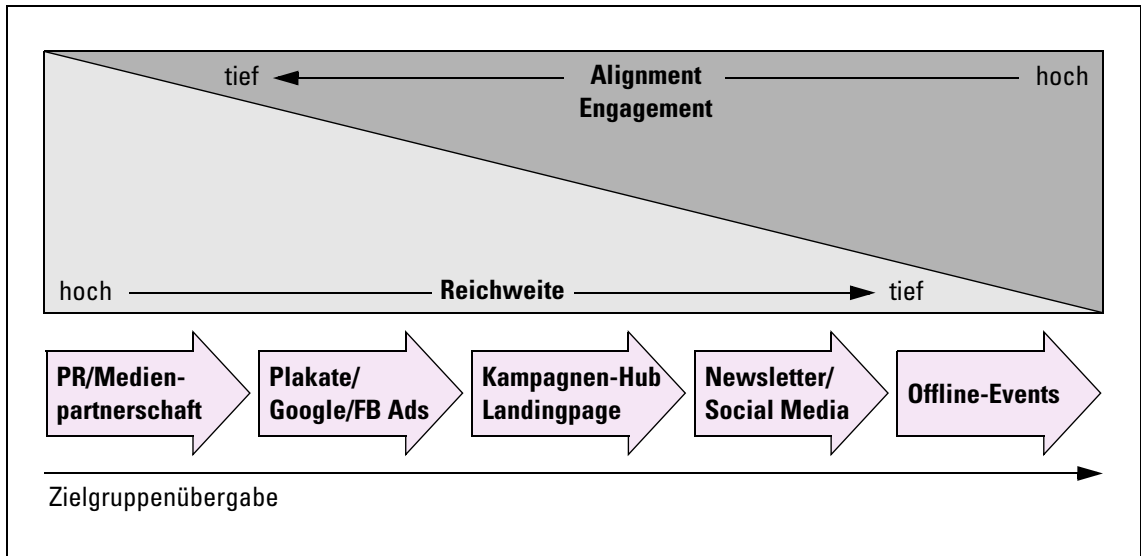 tief Alignment hoch
Engagement
hoch Reichweite tief
PR/Medien-
partnerschaft
Plakate/
Google/FB Ads
Kampagnen-Hub
Landingpage
Newsletter/
Social Media
Offline-Events
Zielgruppenübergabe